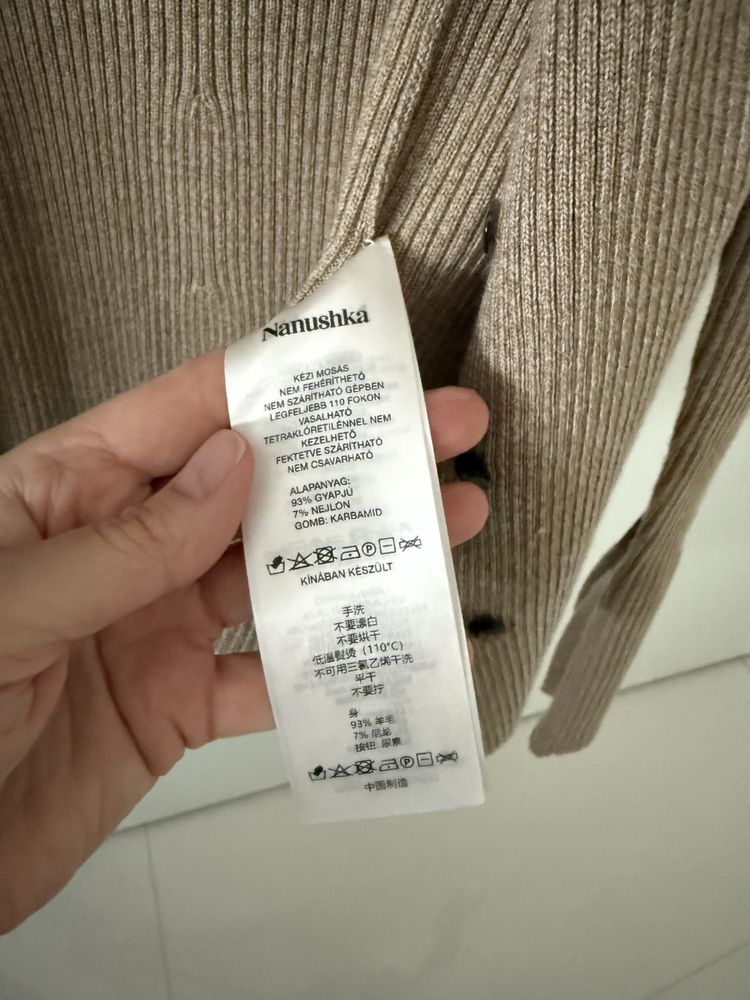 Nanushka
KÉZI MOSÁS
NEM FEHÉRÍTHETŐ
NEM SZÁRÍTHATÓ GÉPBEN
LEGFELJEBB 110 FOKON
VASALHATÓ
TETRAKLÓRETILÉNNEL NEM
KEZELHETŐ
FEKTETVE SZÁRÍTHATÓ
NEM CSAVARHATÓ
ALAPANYAG:
93% GYAPJÚ
7% NEJLON
GOMB: KARBAMID
P
KÍNÁBAN KÉSZÜLT
手洗
不要漂白
不要烘干
低温熨烫 (110°C)
不可用三氯乙烯干洗
平干
不要拧
身:
93% 羊毛
7% 尼龙
按钮: 尿素
P
中国制造